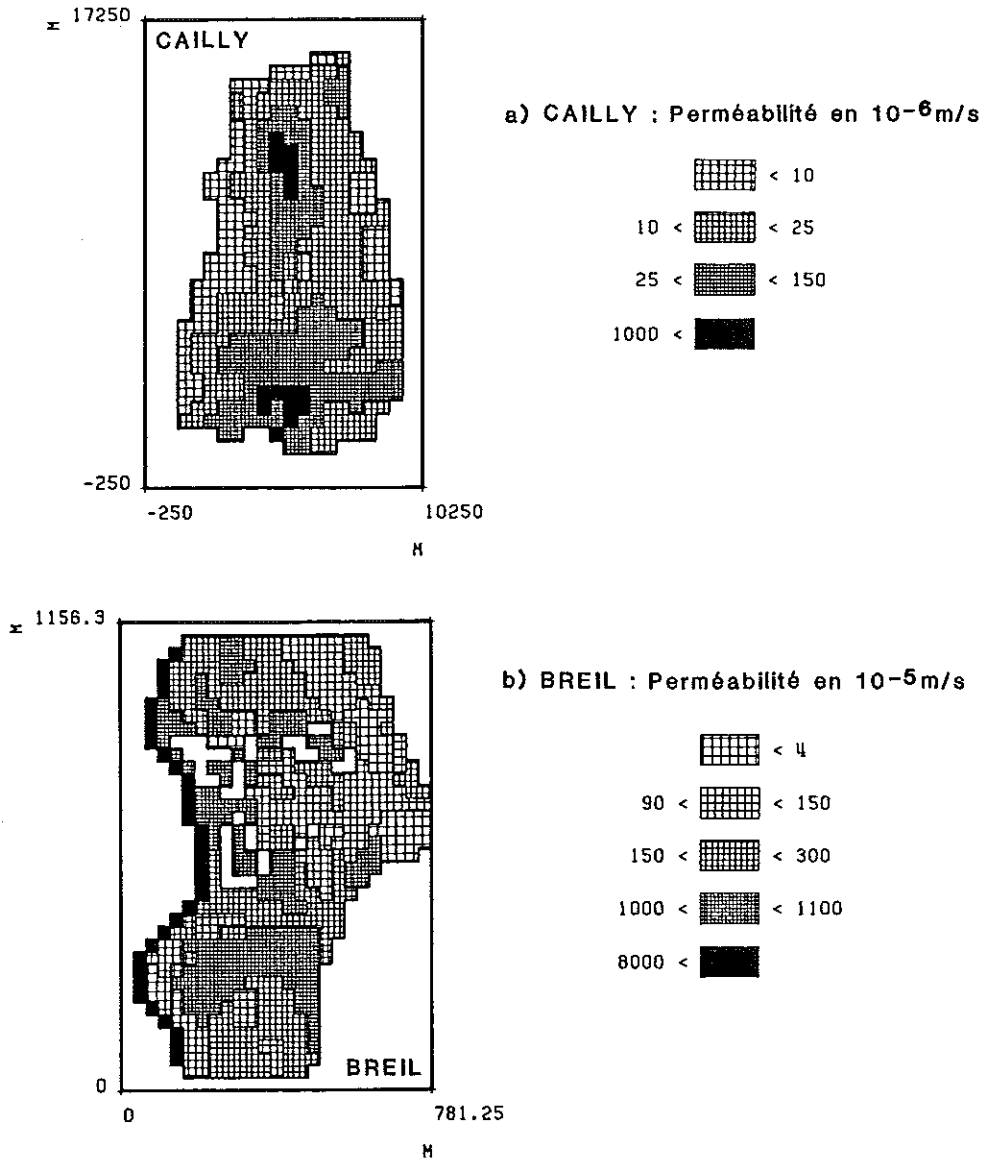 M 17250
CAILLY
a) CAILLY : Perméabilité en 10-6m/s
< 10
10 < < 25
25 < < 150
1000 <
-250
-250 10250
M
M 1156.3
b) BREIL : Perméabilité en 10-5m/s
< 4
90 < < 150
150 < < 300
1000 < < 1100
8000 <
BREIL
0
0 781.25
M